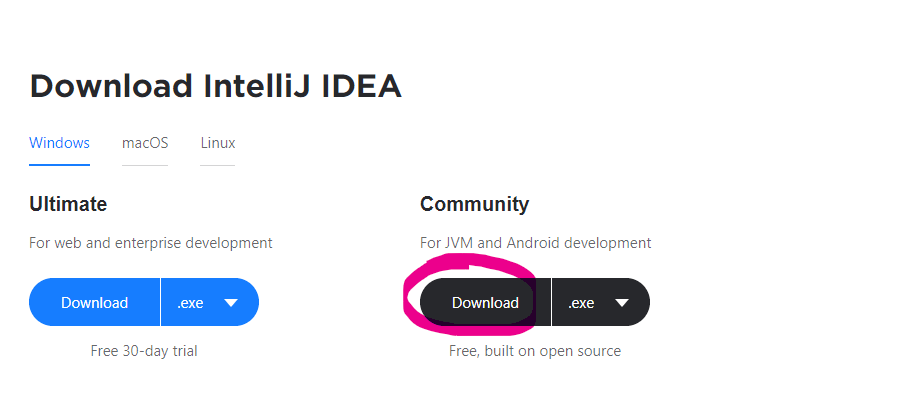 Download IntelliJ IDEA
Windows macOS Linux
Ultimate
For web and enterprise development
Download .exe
Free 30-day trial
Community
For JVM and Android development
Download .exe
Free, built on open source